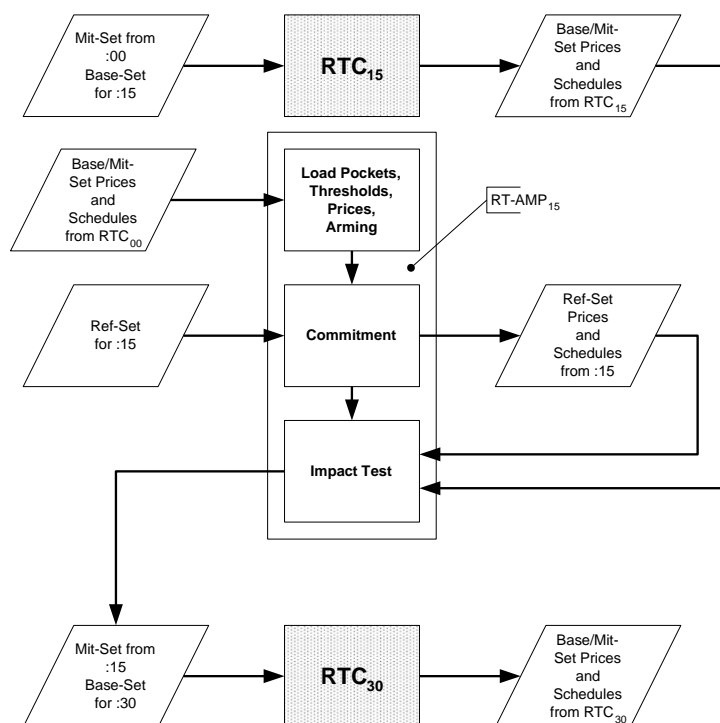 Mit-Set from
:00
Base-Set
for :15
RTC15
Base/Mit-
Set Prices
and
Schedules
from RTC15
Base/Mit-
Set Prices
and
Schedules
from RTC00
Load Pockets,
Thresholds,
Prices,
Arming
RT-AMP15
Ref-Set
for :15
Commitment
Ref-Set
Prices
and
Schedules
from :15
Impact Test
Mit-Set from
:15
Base-Set
for :30
RTC30
Base/Mit-
Set Prices
and
Schedules
from RTC30